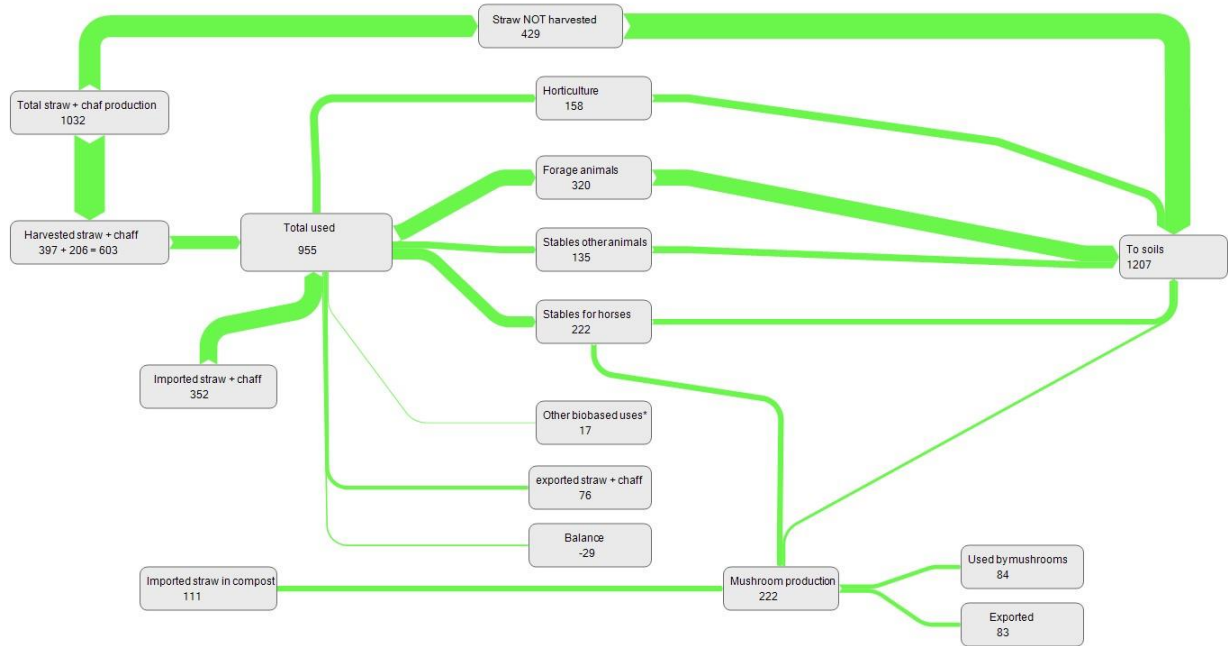 Straw NOT harvested
429
Total straw + chaf production
1032
Horticulture
158
Forage animals
320
Harvested straw + chaff
397 + 206 = 603
Total used
955
Stables other animals
135
To soils
1207
Stables for horses
222
Imported straw + chaff
352
Other biobased uses*
17
exported straw + chaff
76
Balance
-29
Imported straw in compost
111
Mushroom production
222
Used by mushrooms
84
Exported
83